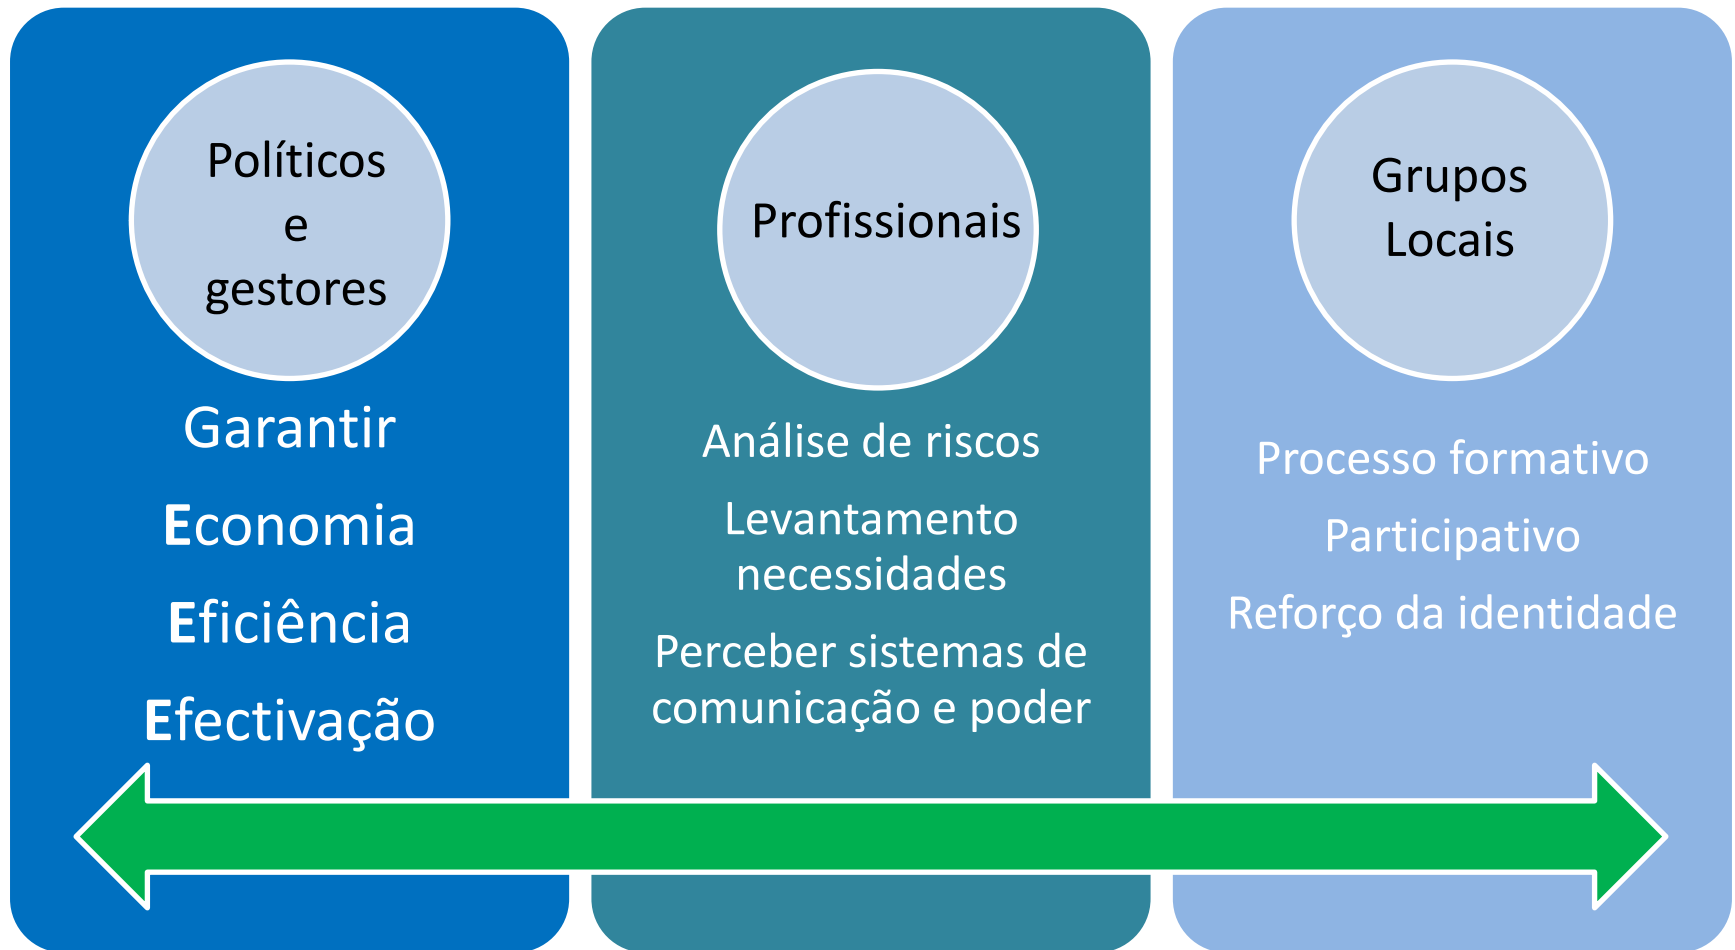 Políticos
e
gestores
Garantir
Economia
Eficiência
Efectivação
Profissionais
Análise de riscos
Levantamento
necessidades
Perceber sistemas de
comunicação e poder
Grupos
Locais
Processo formativo
Participativo
Reforço da identidade